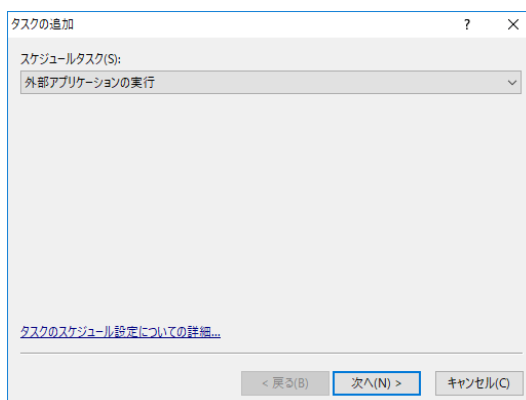 タスクの追加
?
スケジュールタスク(S):
外部アプリケーションの実行
タスクのスケジュール設定についての詳細...
< 戻る(B)
次へ(N) >
キャンセル(C)